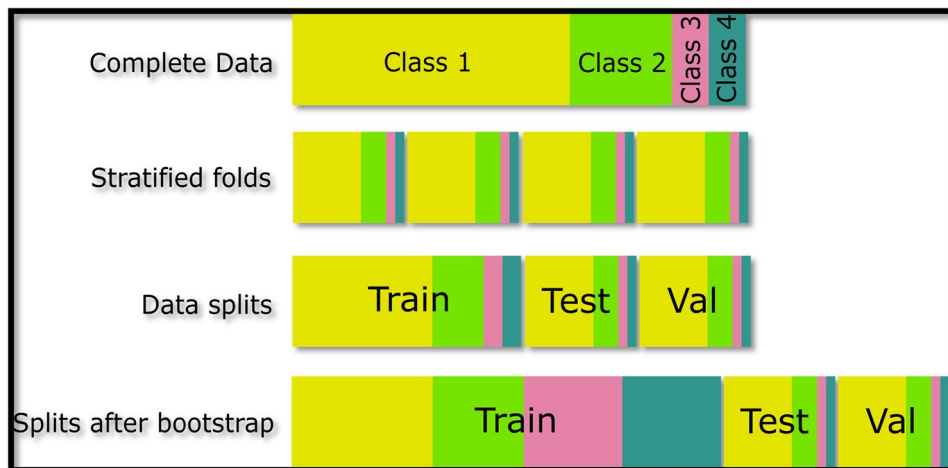 Complete Data
Class 1
Class 2
Class 3
Class 4
Stratified folds
Data splits
Train
Test
Val
Splits after bootstrap
Train
Test
Val